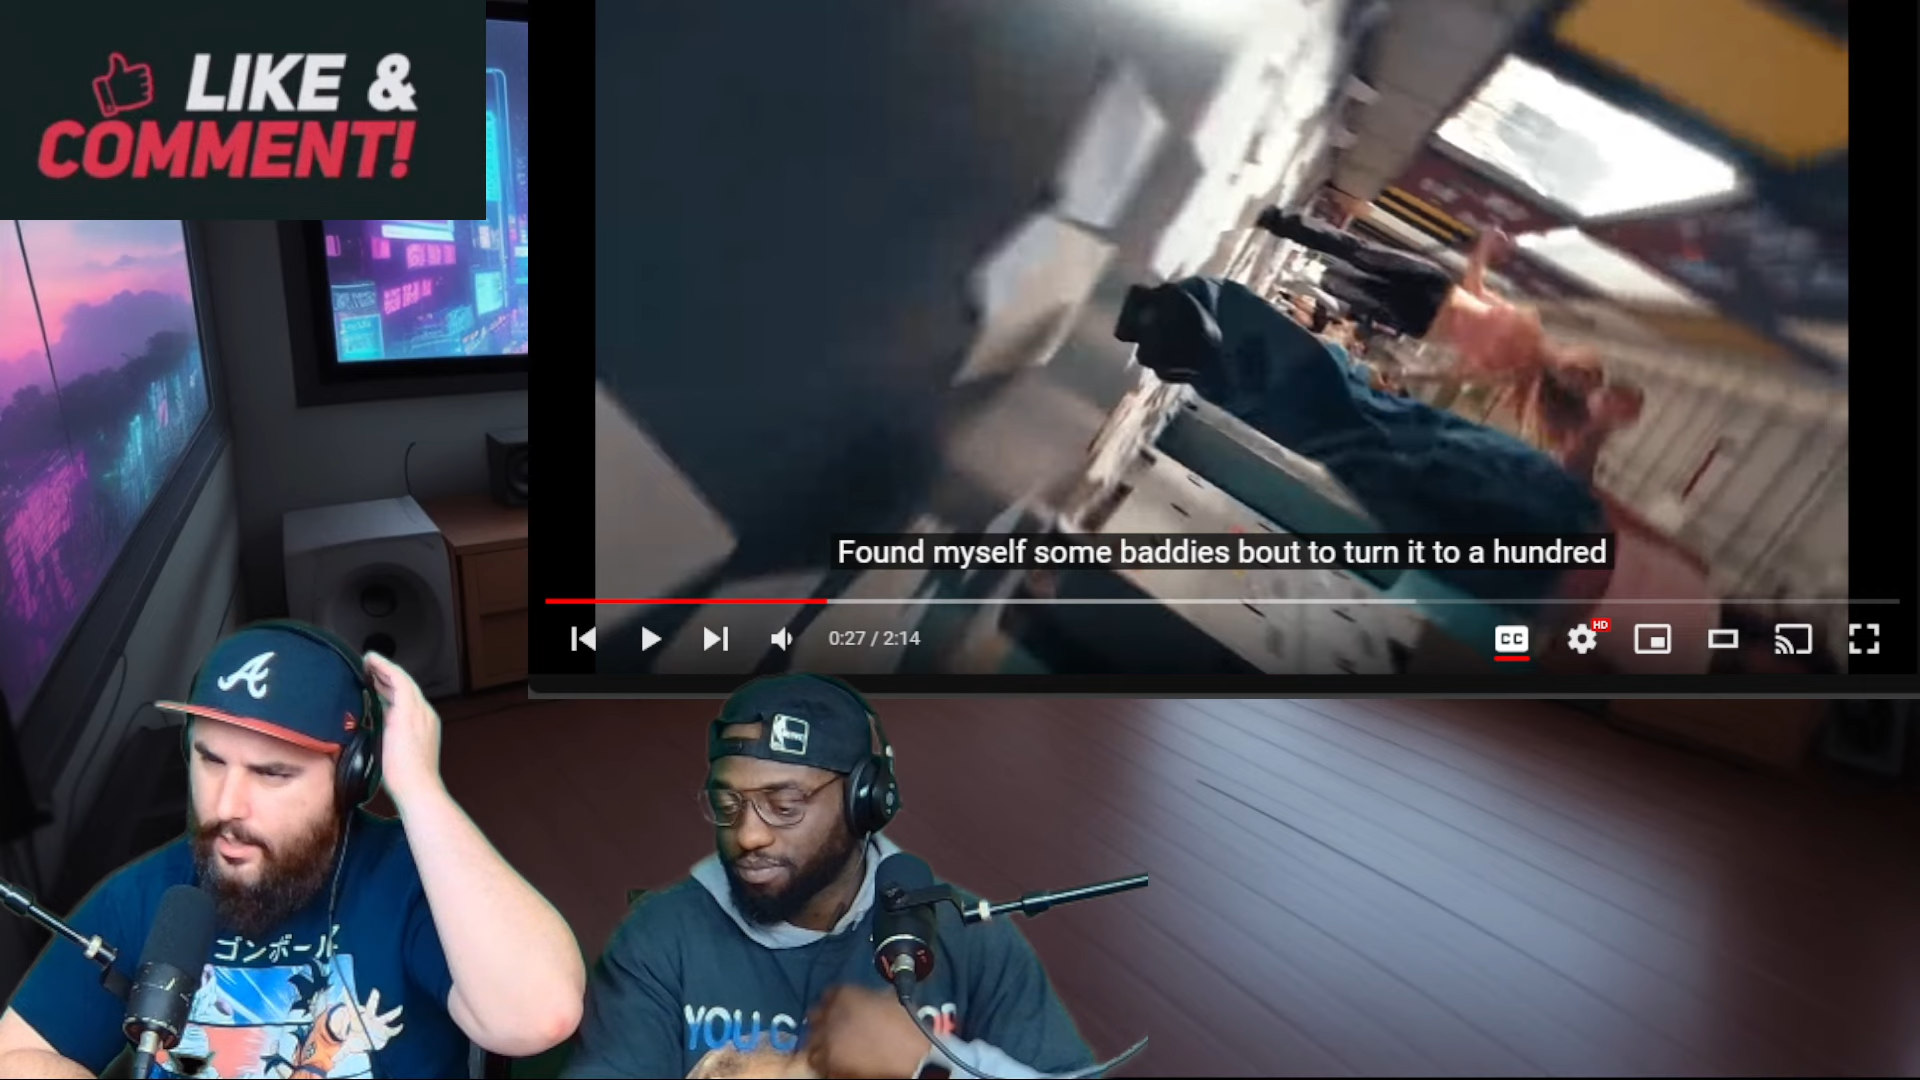 LIKE &
COMMENT!
Found myself some baddies bout to turn it to a hundred
0:27 / 2:14
CC
HD
A
ゴンボール
YOU C